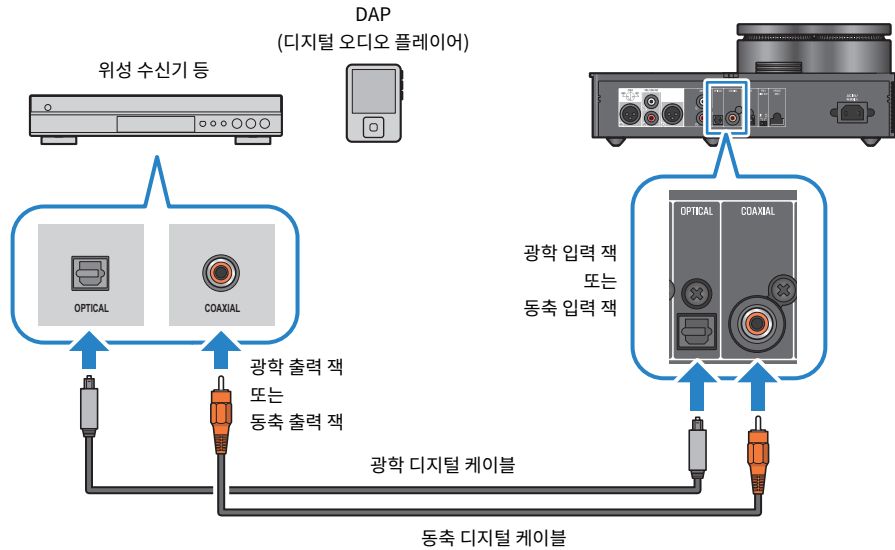 DAP
(디지털 오디오 플레이어)
위성 수신기 등
OPTICAL
COAXIAL
광학 출력 잭
또는
동축 출력 잭
광학 입력 잭
또는
동축 입력 잭
OPTICAL
COAXIAL
광학 디지털 케이블
동축 디지털 케이블